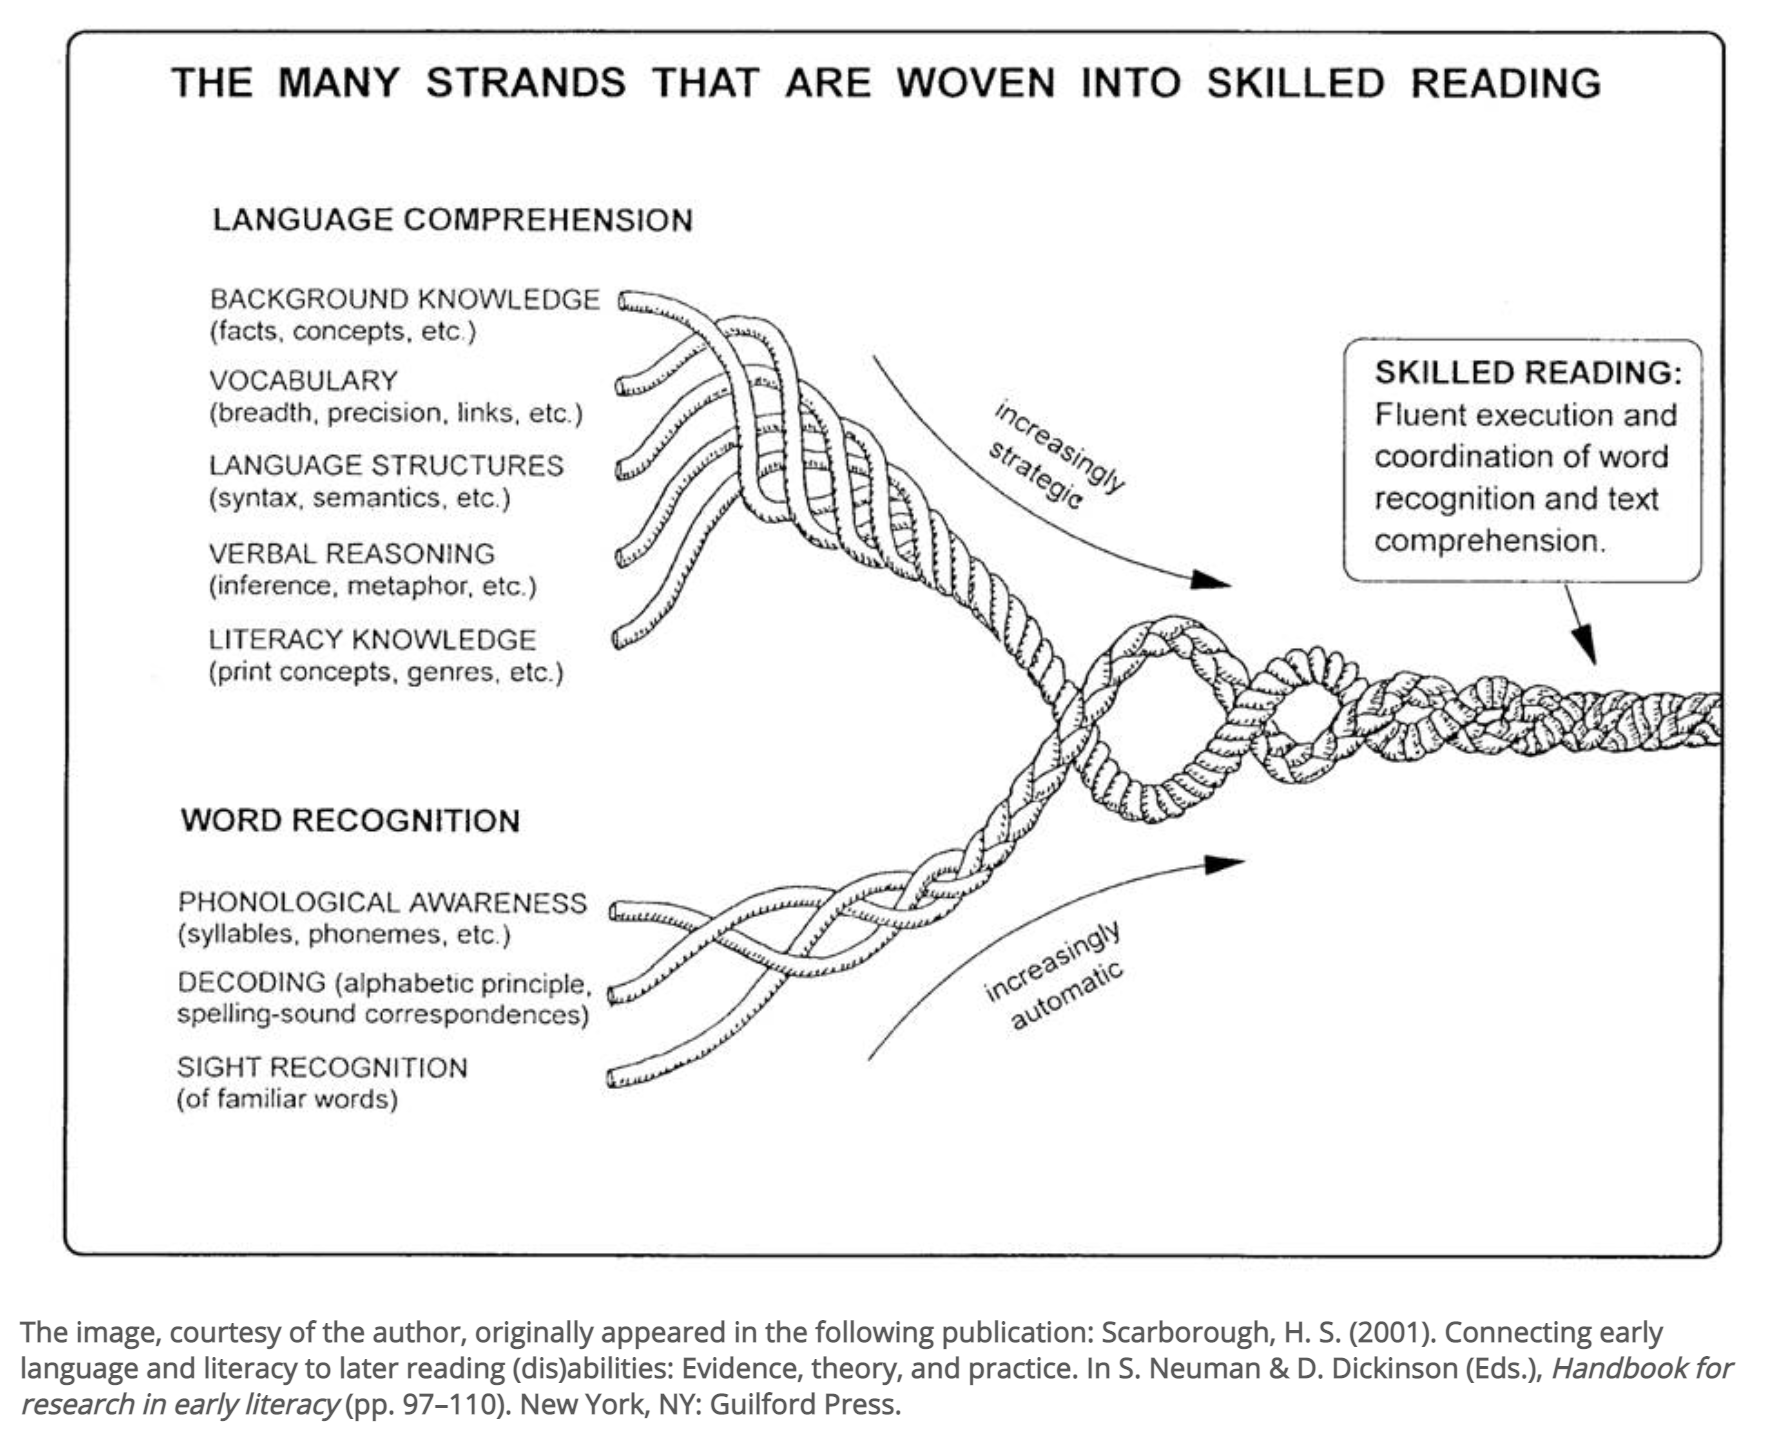 THE MANY STRANDS THAT ARE WOVEN INTO SKILLED READING
LANGUAGE COMPREHENSION
BACKGROUND KNOWLEDGE
(facts, concepts, etc.)
VOCABULARY
(breadth, precision, links, etc.)
LANGUAGE STRUCTURES
(syntax, semantics, etc.)
VERBAL REASONING
(inference, metaphor, etc.)
LITERACY KNOWLEDGE
(print concepts, genres, etc.)
increasingly
strategic
SKILLED READING:
Fluent execution and
coordination of word
recognition and text
comprehension.
WORD RECOGNITION
PHONOLOGICAL AWARENESS
(syllables, phonemes, etc.)
DECODING (alphabetic principle,
spelling-sound correspondences)
SIGHT RECOGNITION
(of familiar words)
increasingly
automatic
The image, courtesy of the author, originally appeared in the following publication: Scarborough, H. S. (2001). Connecting early
language and literacy to later reading (dis)abilities: Evidence, theory, and practice. In S. Neuman & D. Dickinson (Eds.), Handbook for
research in early literacy (pp. 97–110). New York, NY: Guilford Press.